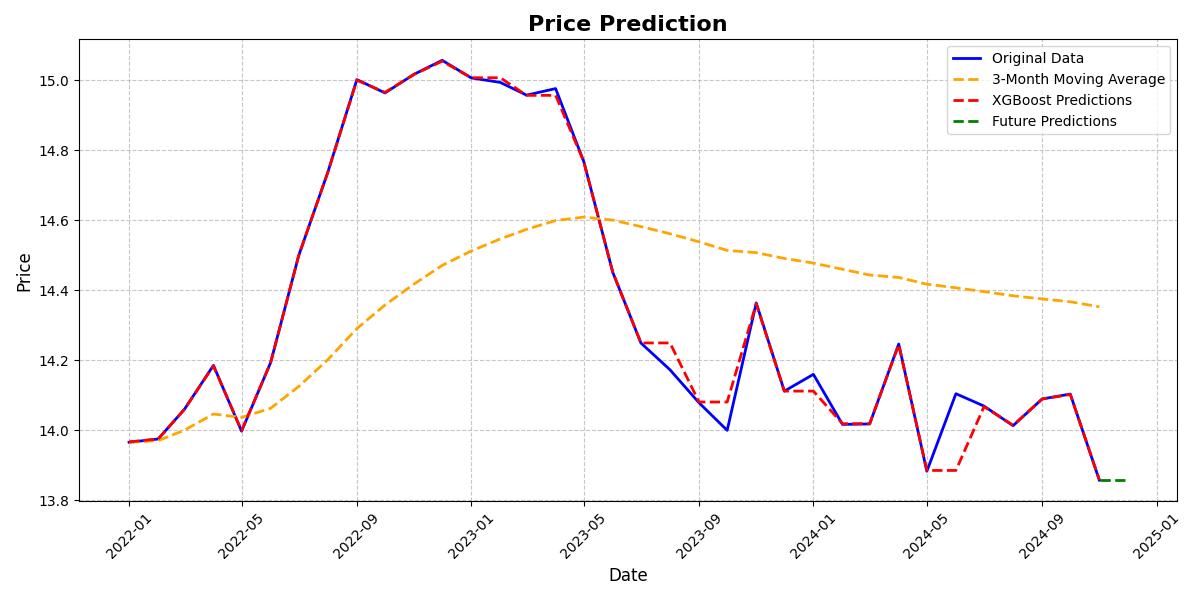 Price Prediction
Original Data
3-Month Moving Average
XGBoost Predictions
Future Predictions
Price
15.0
14.8
14.6
14.4
14.2
14.0
13.8
2022-01
2022-05
2022-09
2023-01
2023-05
2023-09
2024-01
2024-05
2024-09
2025-01
Date